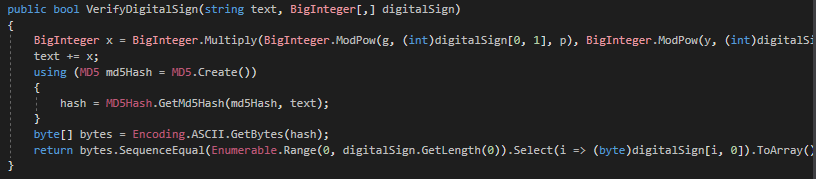 public bool VerifyDigitalSign(string text, BigInteger[,] digitalSign)
{
BigInteger x = BigInteger.Multiply(BigInteger.ModPow(g, (int)digitalSign[0, 1], p), BigInteger.ModPow(y, (int)digitalSi
text += x;
using (MD5 md5Hash = MD5.Create())
{
hash = MD5Hash.GetMd5Hash(md5Hash, text);
}
byte[] bytes = Encoding.ASCII.GetBytes(hash);
return bytes.SequenceEqual(Enumerable.Range(0, digitalSign.GetLength(0)).Select(i => (byte)digitalSign[i, 0]).ToArray()
}